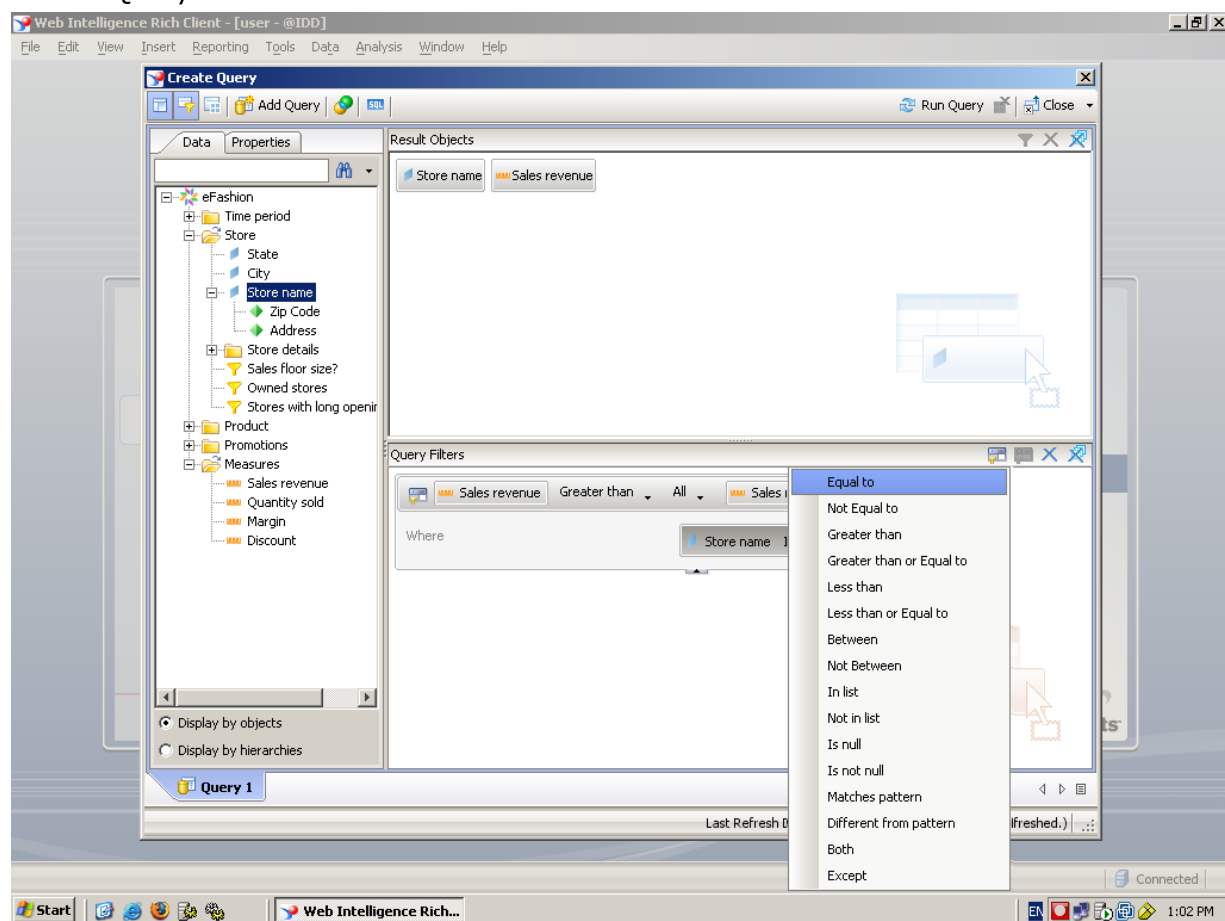 Web Intelligence Rich Client - [user - @IDD]
File Edit View Insert Reporting Tools Data Analysis Window Help
Create Query
Add Query SQL Run Query Close
Data Properties
Result Objects
Store name Sales revenue
eFashion
Time period
Store
State
City
Store name
Zip Code
Address
Store details
Sales floor size?
Owned stores
Stores with long openin
Product
Promotions
Measures
Sales revenue
Quantity sold
Margin
Discount
Display by objects
Display by hierarchies
Query Filters
Sales revenue Greater than All Sales
Where
Store name
Equal to
Not Equal to
Greater than
Greater than or Equal to
Less than
Less than or Equal to
Between
Not Between
In list
Not in list
Is null
Is not null
Matches pattern
Different from pattern
Both
Except
ts
Query 1
Last Refresh freshed.)
Connected
Start Web Intelligence Rich... EN 1:02 PM